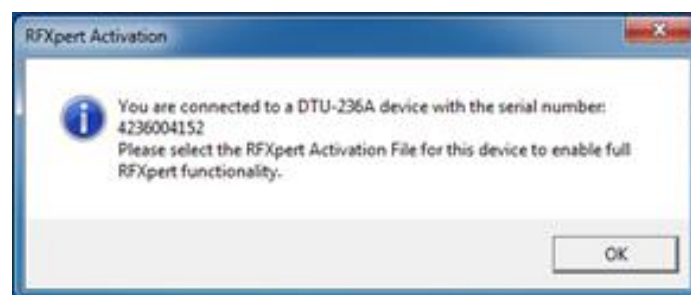 RFXpert Activation
You are connected to a DTU-236A device with the serial number:
4236004152
Please select the RFXpert Activation File for this device to enable full
RFXpert functionality.
OK